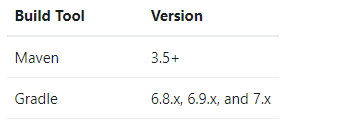 Build Tool Version
Maven 3.5+
Gradle 6.8.x, 6.9.x, and 7.x